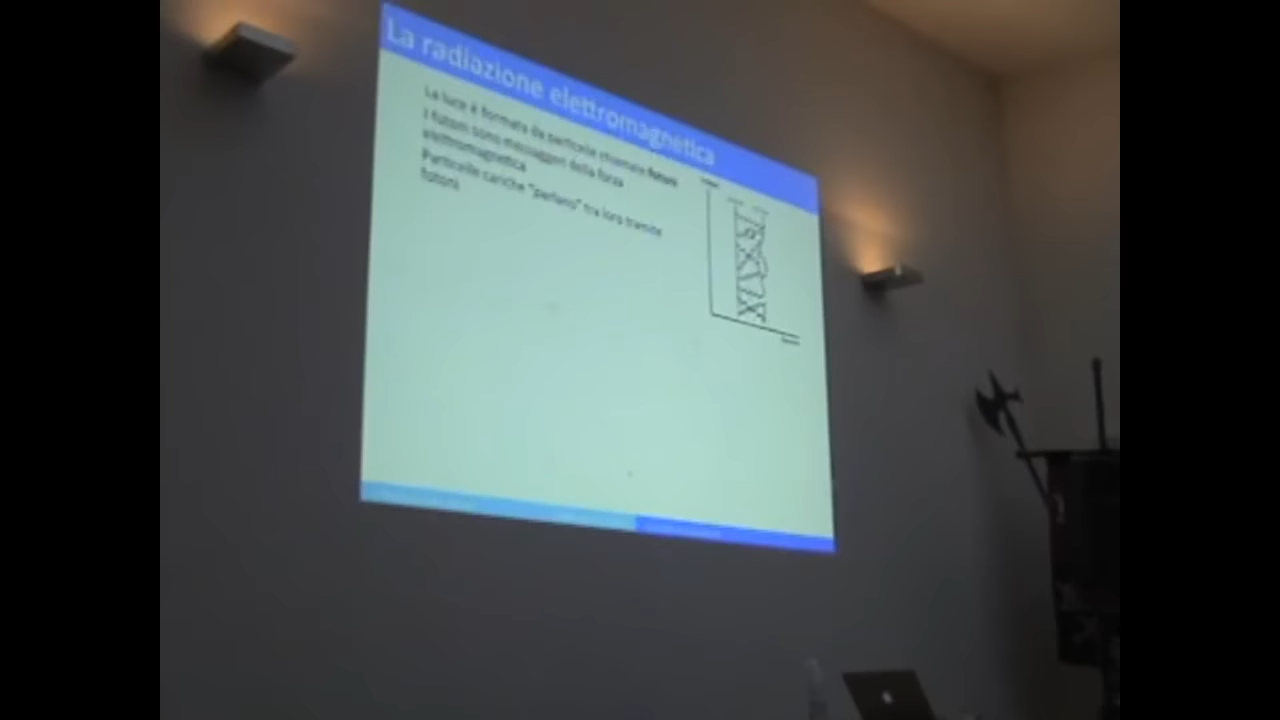 La radiazione elettromagnetica
La luce è formata da particelle chiamate fotoni
I fotoni sono messaggeri della forza
elettromagnetica
Particelle cariche "parlano" tra loro tramite
fotoni